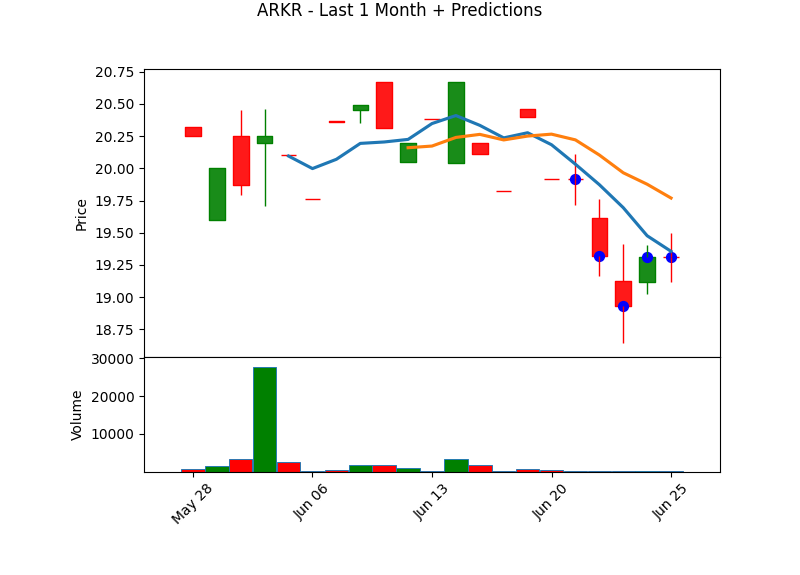 ARKR - Last 1 Month + Predictions
20.75
20.50
20.25
20.00
19.75
19.50
19.25
19.00
18.75
Price
30000
20000
10000
Volume
May 28
Jun 06
Jun 13
Jun 20
Jun 25